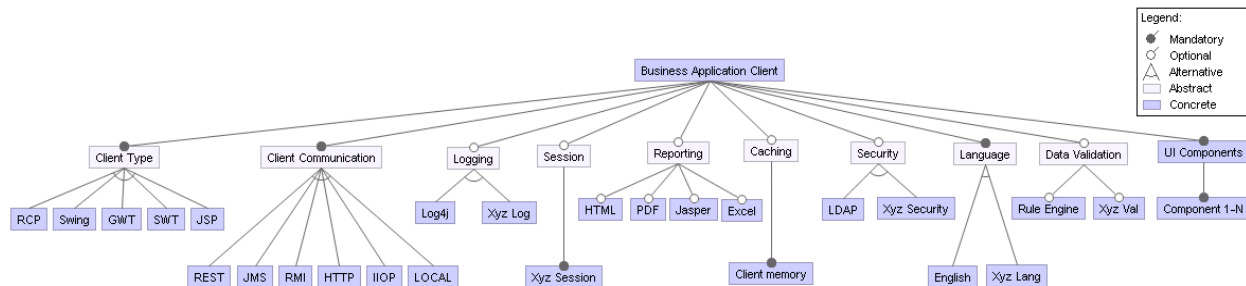 Legend:
Mandatory
Optional
Alternative
Abstract
Concrete
Business Application Client
Client Type
Client Communication
Logging
Session
Reporting
Caching
Security
Language
Data Validation
UI Components
RCP
Swing
GWT
SWT
JSP
Log4j
Xyz Log
HTML
PDF
Jasper
Excel
LDAP
Xyz Security
Rule Engine
Xyz Val
Component 1-N
REST
JMS
RMI
HTTP
IIOP
LOCAL
Xyz Session
Client memory
English
Xyz Lang